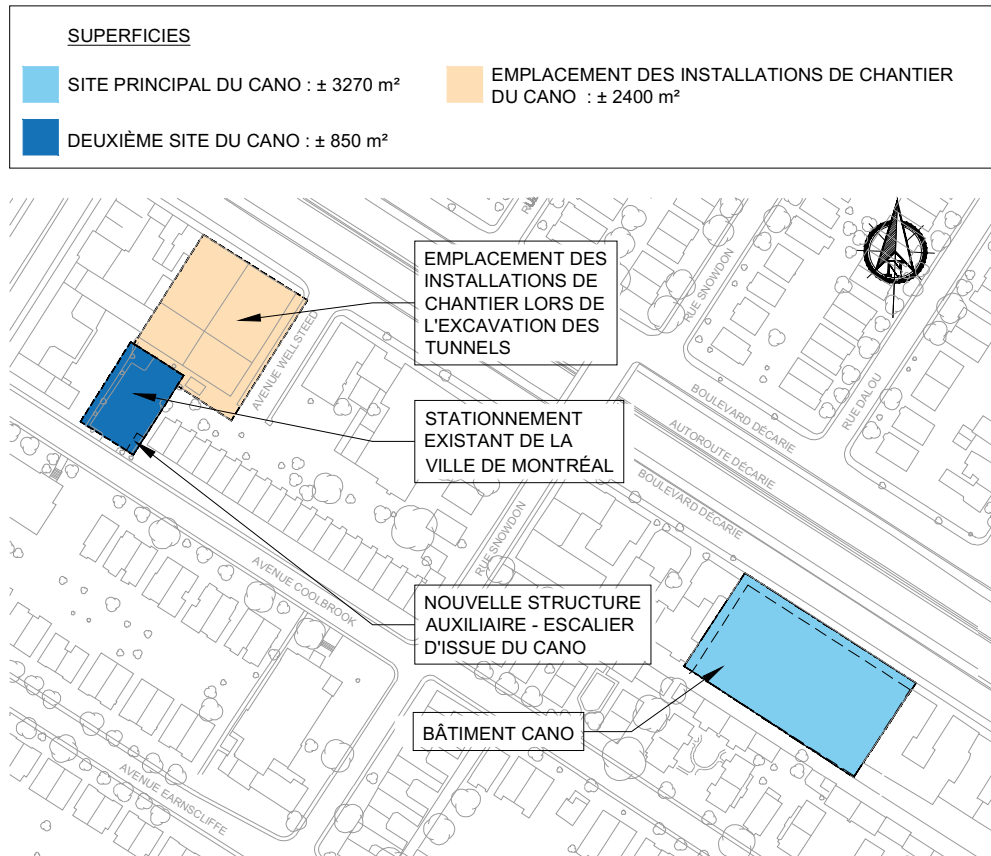 SUPERFICIES
SITE PRINCIPAL DU CANO : ± 3270 m²
EMPLACEMENT DES INSTALLATIONS DE CHANTIER
DU CANO : ± 2400 m²
DEUXIÈME SITE DU CANO : ± 850 m²
EMPLACEMENT DES
INSTALLATIONS DE
CHANTIER LORS DE
L'EXCAVATION DES
TUNNELS
STATIONNEMENT
EXISTANT DE LA
VILLE DE MONTRÉAL
NOUVELLE STRUCTURE
AUXILIAIRE - ESCALIER
D'ISSUE DU CANO
BÂTIMENT CANO
N
AVENUE WELLSTEED
RUE SNOWDON
RUE DALOU
BOULEVARD DÉCARIE
AUTOROUTE DÉCARIE
BOULEVARD DÉCARIE
RUE SNOWDON
AVENUE COOLBROOK
AVENUE EARNSCLIFFE